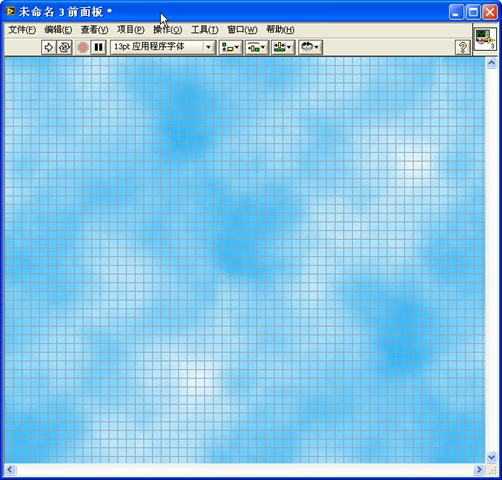 未命名 3 前面板 *
文件(F) 编辑(E) 查看(V) 项目(P) 操作(O) 工具(T) 窗口(W) 帮助(H)
13pt 应用程序字体
?
3